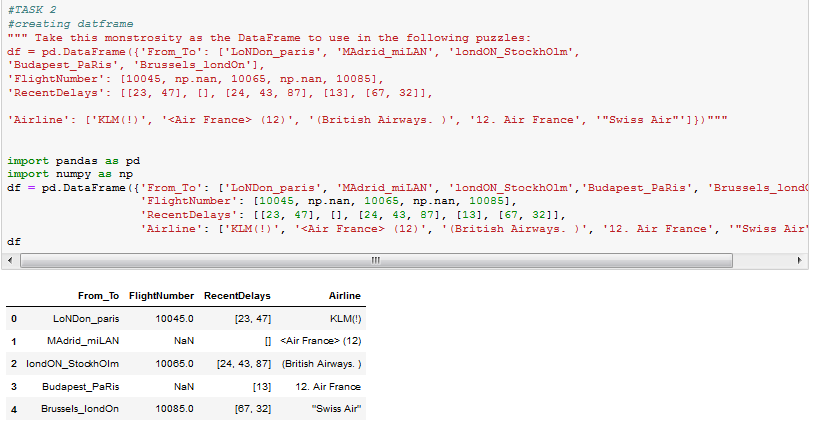 #TASK 2
#creating datframe
""" Take this monstrosity as the DataFrame to use in the following puzzles:
df = pd.DataFrame({'From_To': ['LoNDon_paris', 'MAdrid_miLAN', 'londON_StockhOlm',
'Budapest_PaRis', 'Brussels_londOn'],
'FlightNumber': [10045, np.nan, 10065, np.nan, 10085],
'RecentDelays': [[23, 47], [], [24, 43, 87], [13], [67, 32]],
'Airline': ['KLM(!)', '<Air France> (12)', '(British Airways. )', '12. Air France', '"Swiss Air"']})"""
import pandas as pd
import numpy as np
df = pd.DataFrame({'From_To': ['LoNDon_paris', 'MAdrid_miLAN', 'londON_StockhOlm','Budapest_PaRis', 'Brussels_lond
'FlightNumber': [10045, np.nan, 10065, np.nan, 10085],
'RecentDelays': [[23, 47], [], [24, 43, 87], [13], [67, 32]],
'Airline': ['KLM(!)', '<Air France> (12)', '(British Airways. )', '12. Air France', '"Swiss Air"
df
From_To FlightNumber RecentDelays Airline
0 LoNDon_paris 10045.0 [23, 47] KLM(!)
1 MAdrid_miLAN NaN [] <Air France> (12)
2 londON_StockhOlm 10065.0 [24, 43, 87] (British Airways. )
3 Budapest_PaRis NaN [13] 12. Air France
4 Brussels_londOn 10085.0 [67, 32] "Swiss Air"